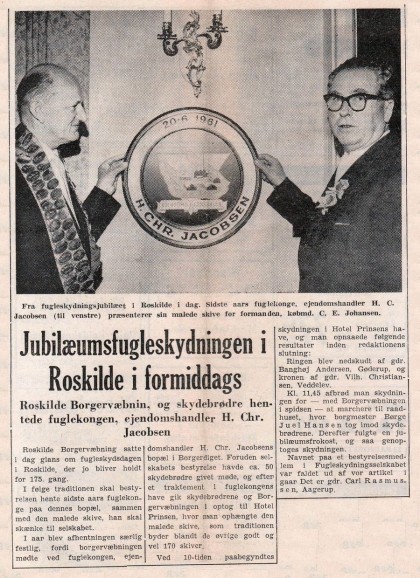 20-6 1961
H. CHR. JACOBSEN
Fra fugleskydningsjubilæet i Roskilde i dag. Sidste aars fuglekonge, ejendomshandler H. C.
Jacobsen (til venstre) præsenterer sin malede skive for formanden, købmd. C. E. Johansen.
Jubilæumsfugleskydningen i
Roskilde i formiddags
Roskilde Borgervæbnin, og skydebrødre hen-
tede fuglekongen, ejendomshandler H. Chr.
Jacobsen
Roskilde Borgervæbning satte
i dag glans om fugleskydsdagen
i Roskilde, der jo bliver holdt
for 175. gang.
I følge traditionen skal besty-
relsen hente sidste aars fuglekon-
ge paa dennes bopæl, sammen
med den malede skive, han skal
skænke til selskabet.
I aar blev afhentningen særlig
festlig, fordi borgervæbningen
mødte ved fuglekongen, ejen-
domshandler H. Chr. Jacobsens
bopæl i Borgerdiget. Foruden sel-
skabets bestyrelse havde ca. 50
skydebrødre givet møde, og efter
et traktement i fuglekongens
have gik skydebrødrene og Bor-
gervæbningen i optog til Hotel
Prinsen, hvor man ophængte den
malede skive, som traditionen
byder blandt de øvrige godt og
vel 170 skiver.
Ved 10-tiden paabegyndtes
skydningen i Hotel Prinsens ha-
ve, og man opnaaede følgende
resultater inden redaktionens
slutning:
Ringen blev nedskudt af gdr.
Banghøj Andersen, Gøderup, og
kronen af gdr. Vilh. Christian-
sen, Veddelev.
Kl. 11,45 afbrød man skydnin-
gen for — med Borgervæbningen
i spidsen — at marchere til raad-
huset, hvor borgmester Børge
Juel Hansen tog imod skyde-
brødrene. Derefter fulgte en ju-
bilæumsfrokost, og saa genop-
toges skydningen.
Navnet paa et bestyrelsesmed-
lem i Fugleskydningsselskabet
var faldet ud af vor artikel i
gaar Det er gdr. Carl Rasmus-
sen, Aagerup.